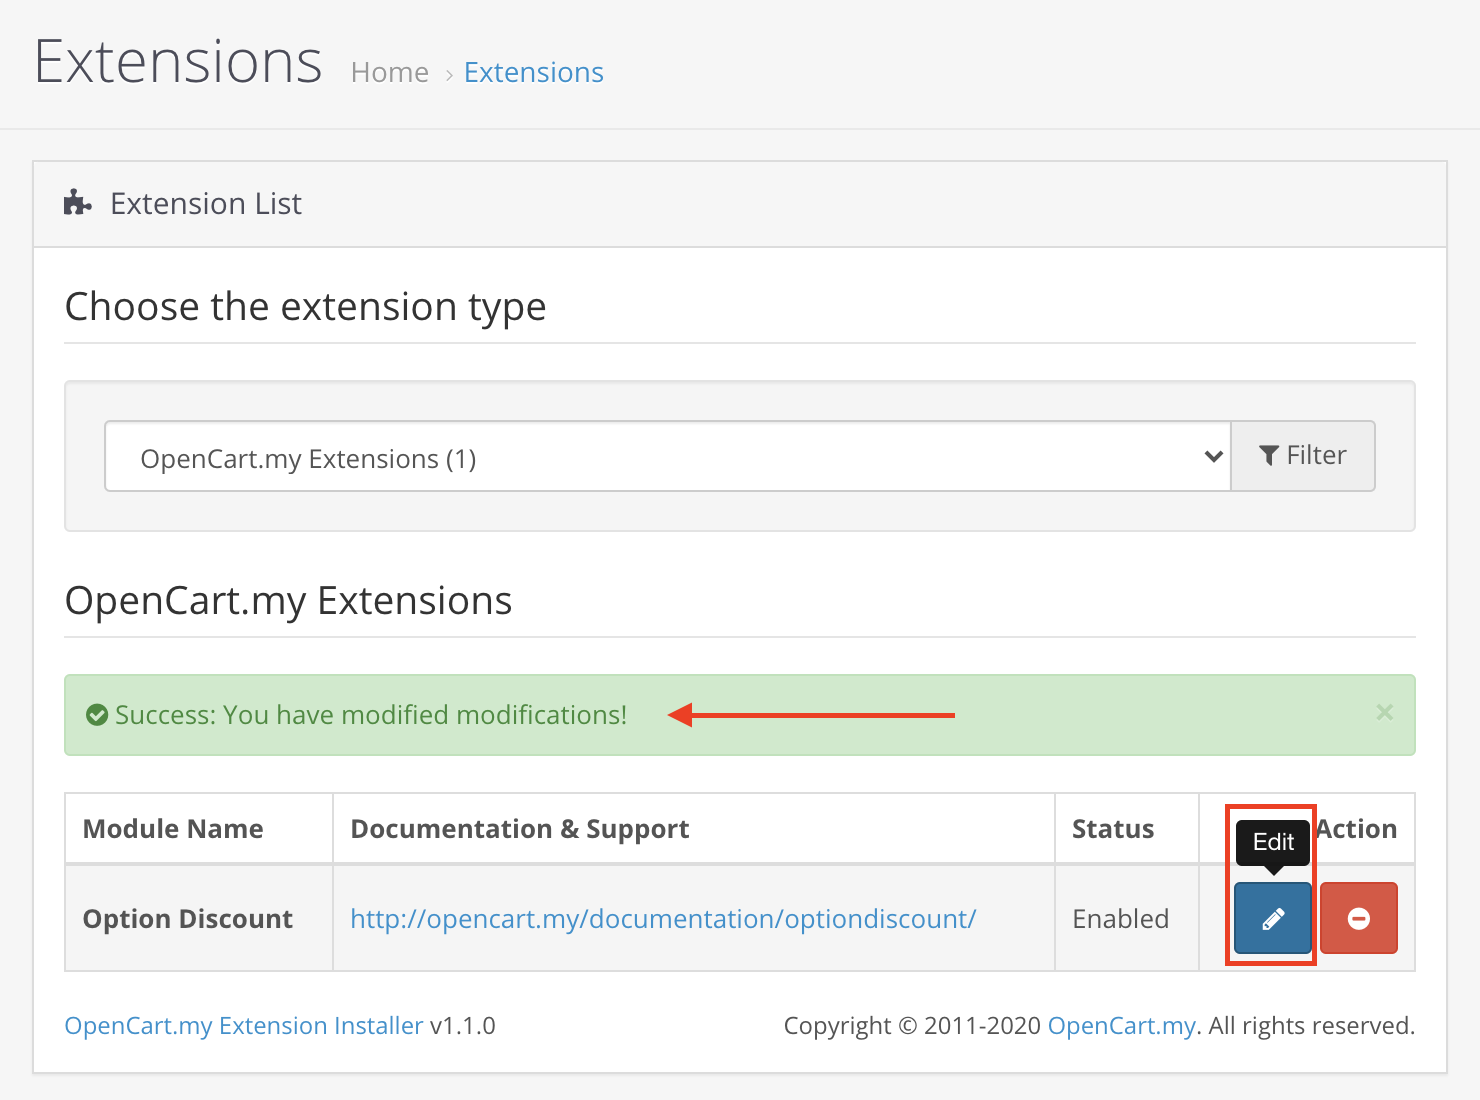 Extensions Home › Extensions
Extension List
Choose the extension type
OpenCart.my Extensions (1) Filter
OpenCart.my Extensions
Success: You have modified modifications! ×
Module Name Documentation & Support Status Edit Action
Option Discount http://opencart.my/documentation/optiondiscount/ Enabled
OpenCart.my Extension Installer v1.1.0 Copyright © 2011-2020 OpenCart.my. All rights reserved.